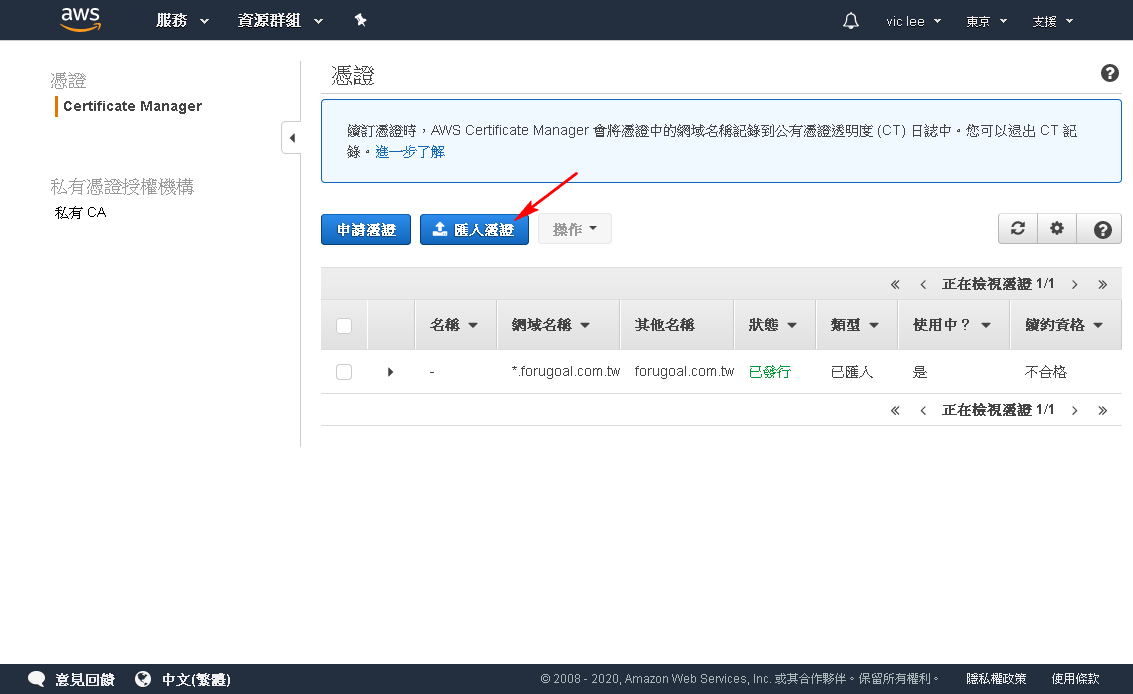 aws 服務 資源群組 vic lee 東京 支援
憑證
Certificate Manager
私有憑證授權機構
私有 CA
憑證
?
續訂憑證時，AWS Certificate Manager 會將憑證中的網域名稱記錄到公有憑證透明度 (CT) 日誌中。您可以退出 CT 記
錄。進一步了解
申請憑證 匯入憑證 操作 ?
« ‹ 正在檢視憑證 1/1 › »
名稱 網域名稱 其他名稱 狀態 類型 使用中？ 續約資格
- *.forugoal.com.tw forugoal.com.tw 已發行 已匯入 是 不合格
« ‹ 正在檢視憑證 1/1 › »
意見回饋 中文(繁體) © 2008 - 2020, Amazon Web Services, Inc. 或其合作夥伴。保留所有權利。 隱私權政策 使用條款